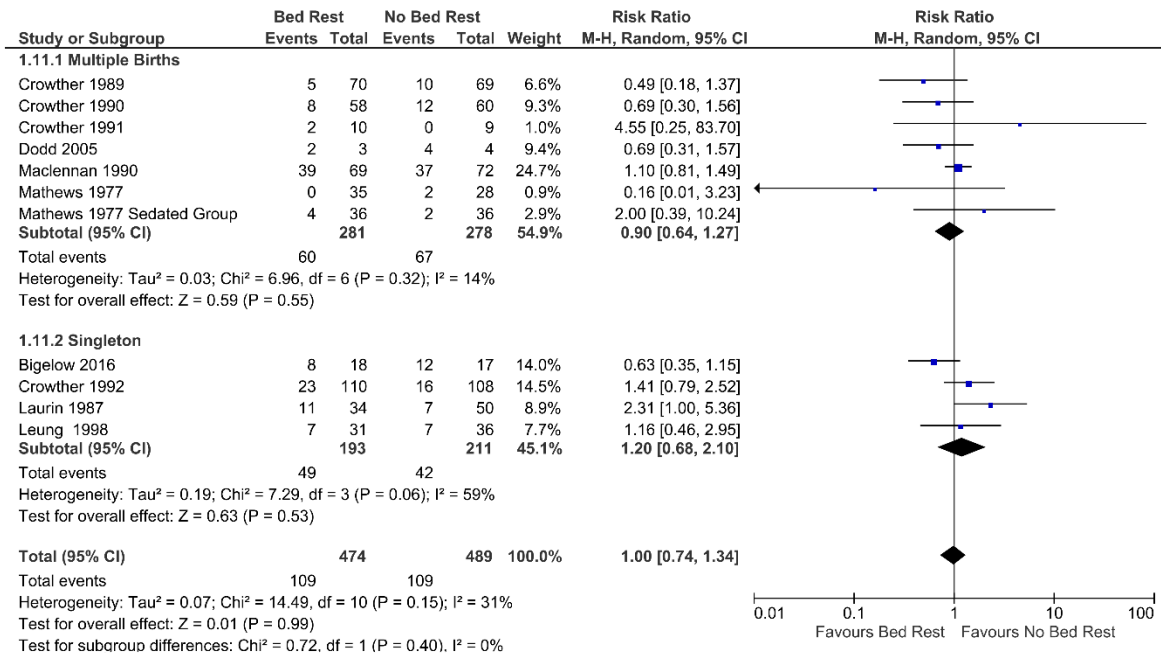 Bed Rest No Bed Rest Risk Ratio Risk Ratio
Study or Subgroup Events Total Events Total Weight M-H, Random, 95% CI M-H, Random, 95% CI
1.11.1 Multiple Births
Crowther 1989 5 70 10 69 6.6% 0.49 [0.18, 1.37]
Crowther 1990 8 58 12 60 9.3% 0.69 [0.30, 1.56]
Crowther 1991 2 10 0 9 1.0% 4.55 [0.25, 83.70]
Dodd 2005 2 3 4 4 9.4% 0.69 [0.31, 1.57]
Maclennan 1990 39 69 37 72 24.7% 1.10 [0.81, 1.49]
Mathews 1977 0 35 2 28 0.9% 0.16 [0.01, 3.23]
Mathews 1977 Sedated Group 4 36 2 36 2.9% 2.00 [0.39, 10.24]
Subtotal (95% CI) 281 278 54.9% 0.90 [0.64, 1.27]
Total events 60 67
Heterogeneity: Tau² = 0.03; Chi² = 6.96, df = 6 (P = 0.32); I² = 14%
Test for overall effect: Z = 0.59 (P = 0.55)
1.11.2 Singleton
Bigelow 2016 8 18 12 17 14.0% 0.63 [0.35, 1.15]
Crowther 1992 23 110 16 108 14.5% 1.41 [0.79, 2.52]
Laurin 1987 11 34 7 50 8.9% 2.31 [1.00, 5.36]
Leung 1998 7 31 7 36 7.7% 1.16 [0.46, 2.95]
Subtotal (95% CI) 193 211 45.1% 1.20 [0.68, 2.10]
Total events 49 42
Heterogeneity: Tau² = 0.19; Chi² = 7.29, df = 3 (P = 0.06); I² = 59%
Test for overall effect: Z = 0.63 (P = 0.53)
Total (95% CI) 474 489 100.0% 1.00 [0.74, 1.34]
Total events 109 109
Heterogeneity: Tau² = 0.07; Chi² = 14.49, df = 10 (P = 0.15); I² = 31%
Test for overall effect: Z = 0.01 (P = 0.99)
Test for subgroup differences: Chi² = 0.72, df = 1 (P = 0.40), I² = 0%
0.01 0.1 1 10 100
Favours Bed Rest Favours No Bed Rest